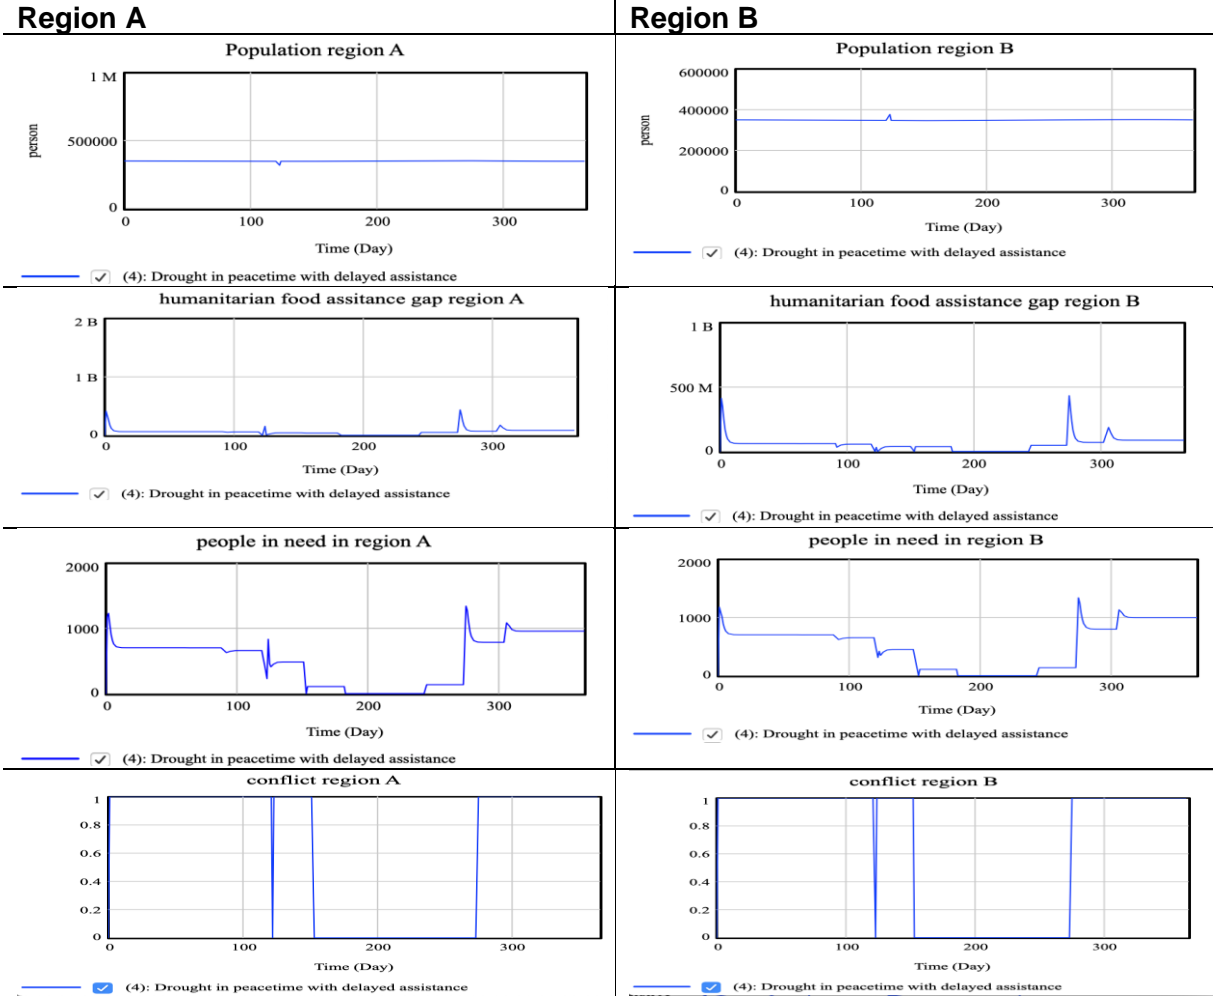 Region A
Region B
Population region A
1 M
500000
0
person
0 100 200 300
Time (Day)
(4): Drought in peacetime with delayed assistance
Population region B
600000
400000
200000
0
person
0 100 200 300
Time (Day)
(4): Drought in peacetime with delayed assistance
humanitarian food assitance gap region A
2 B
1 B
0
0 100 200 300
Time (Day)
(4): Drought in peacetime with delayed assistance
humanitarian food assistance gap region B
1 B
500 M
0
0 100 200 300
Time (Day)
(4): Drought in peacetime with delayed assistance
people in need in region A
2000
1000
0
0 100 200 300
Time (Day)
(4): Drought in peacetime with delayed assistance
people in need in region B
2000
1000
0
0 100 200 300
Time (Day)
(4): Drought in peacetime with delayed assistance
conflict region A
1
0.8
0.6
0.4
0.2
0
0 100 200 300
Time (Day)
(4): Drought in peacetime with delayed assistance
conflict region B
1
0.8
0.6
0.4
0.2
0
0 100 200 300
Time (Day)
(4): Drought in peacetime with delayed assistance